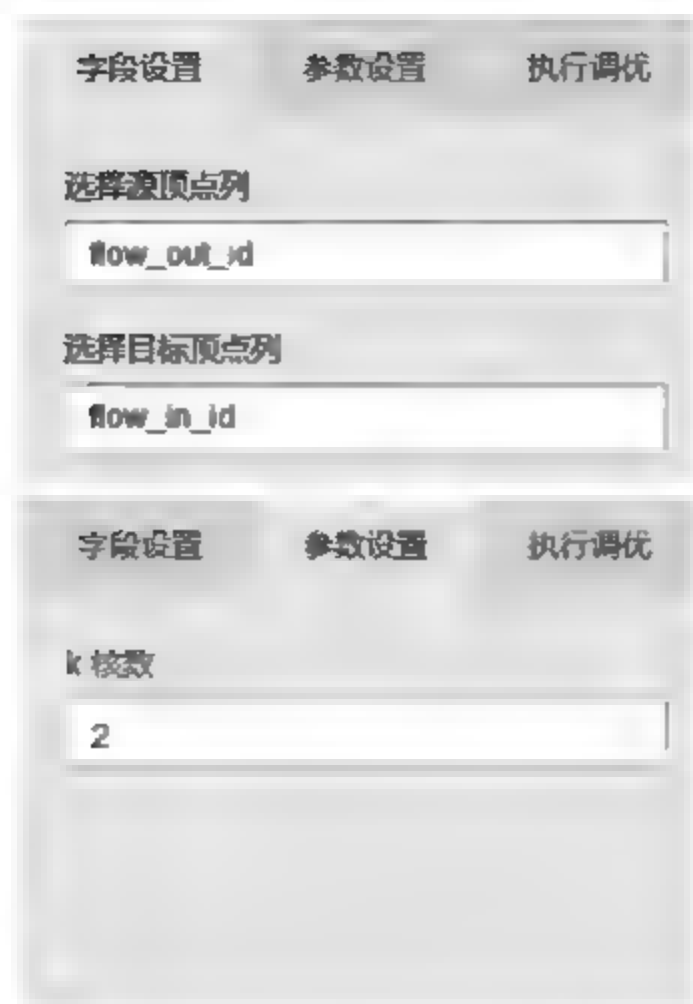 字段设置 参数设置 执行调优
选择源顶点列
flow_out_id
选择目标顶点列
flow_in_id
字段设置 参数设置 执行调优
k 核数
2